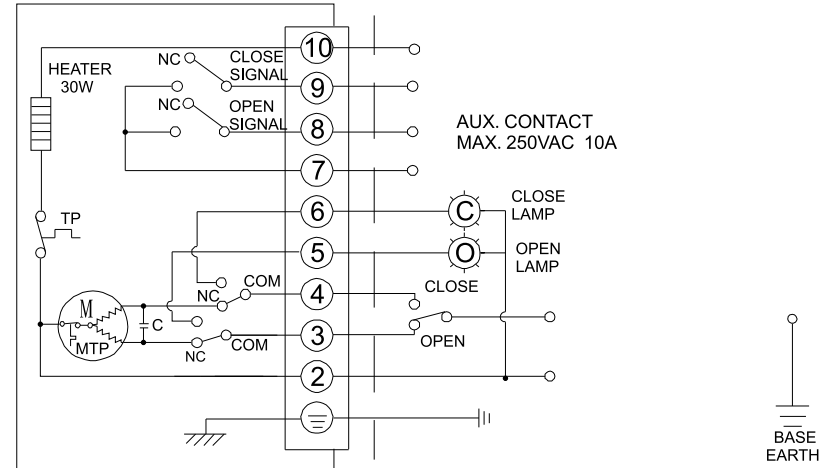 HEATER
30W
NC
CLOSE
SIGNAL
NC
OPEN
SIGNAL
10
9
8
7
6
5
4
3
2
AUX. CONTACT
MAX. 250VAC 10A
C
CLOSE
LAMP
O
OPEN
LAMP
TP
M
MTP
C
NC
COM
NC
COM
CLOSE
OPEN
BASE
EARTH